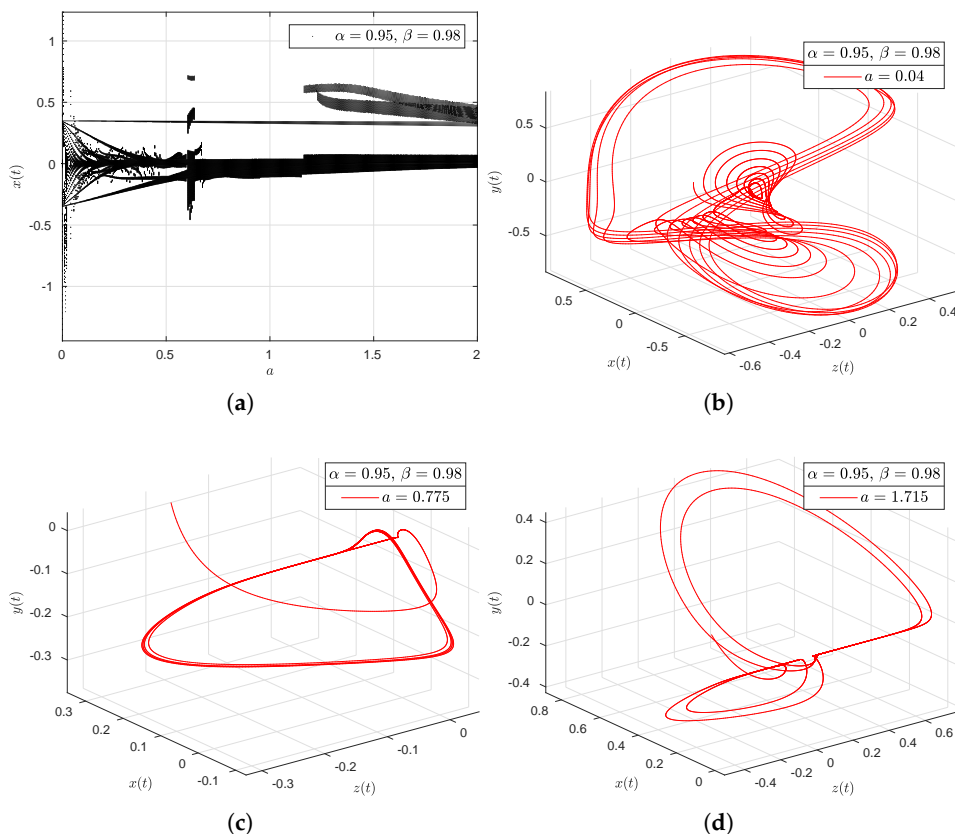 α = 0.95, β = 0.98
1
0.5
0
-0.5
-1
x(t)
0 0.5 1 1.5 2
a
(a)
α = 0.95, β = 0.98
a = 0.04
0.5
0
-0.5
y(t)
0.5
0
-0.5
x(t)
-0.6 -0.4 -0.2 0 0.2 0.4
z(t)
(b)
α = 0.95, β = 0.98
a = 0.775
0
-0.1
-0.2
-0.3
y(t)
0.3
0.2
0.1
0
-0.1
x(t)
-0.3 -0.2 -0.1 0
z(t)
(c)
α = 0.95, β = 0.98
a = 1.715
0.4
0.2
0
-0.2
-0.4
y(t)
0.8
0.6
0.4
0.2
0
x(t)
-0.4 -0.2 0 0.2 0.4 0.6
z(t)
(d)